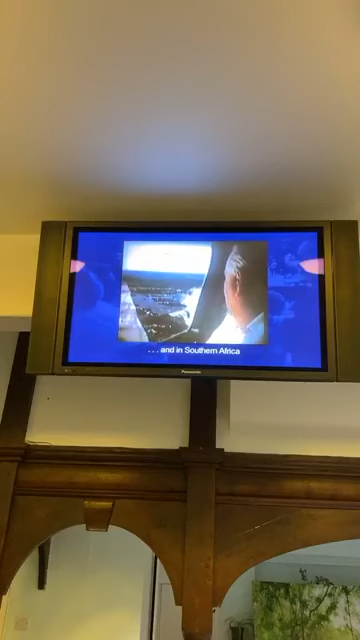 . . . and in Southern Africa
Panasonic